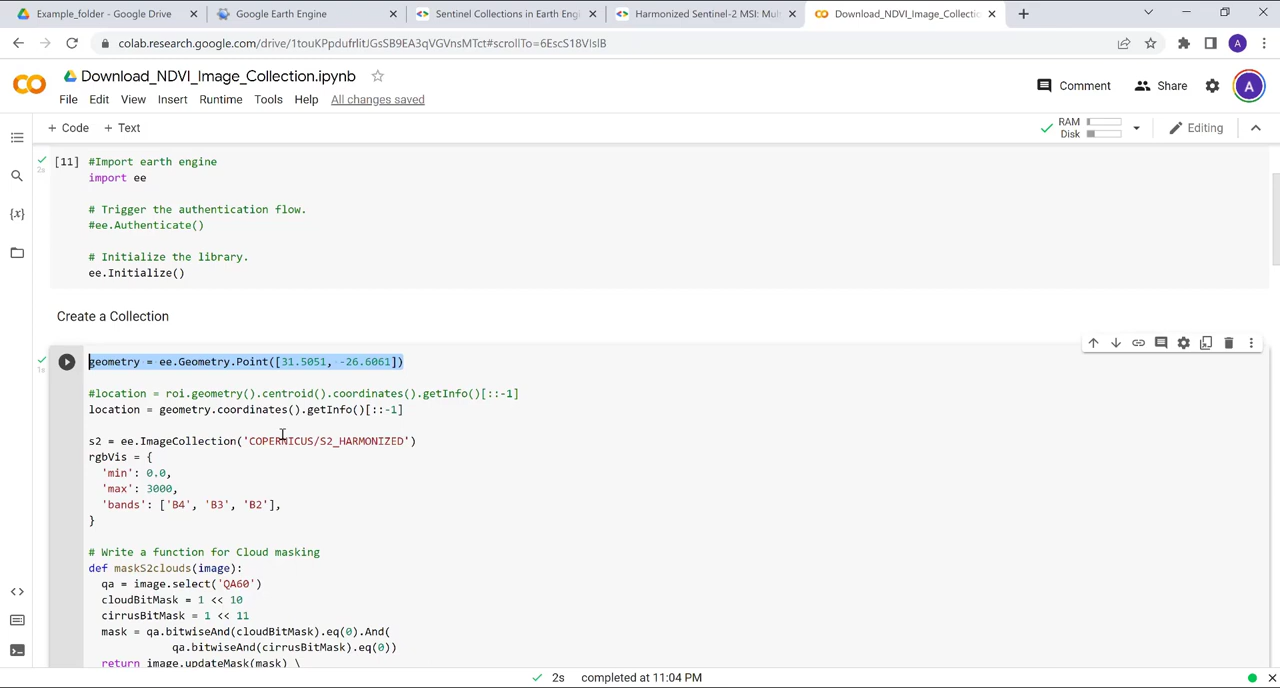 Example_folder - Google Drive
Google Earth Engine
Sentinel Collections in Earth Eng
Harmonized Sentinel-2 MSI: Mul
Download_NDVI_Image_Collectio
colab.research.google.com/drive/1touKPpdufrlitJGsSB9EA3qVGVnsMTct#scrollTo=6EscS18VIslB
A
Download_NDVI_Image_Collection.ipynb
Comment
Share
A
File Edit View Insert Runtime Tools Help All changes saved
+ Code + Text
RAM
Disk
Editing
{x}
[11] #Import earth engine
2s
import ee
# Trigger the authentication flow.
#ee.Authenticate()
# Initialize the library.
ee.Initialize()
Create a Collection
geometry = ee.Geometry.Point([31.5051, -26.6061])
1s
#location = roi.geometry().centroid().coordinates().getInfo()[::-1]
location = geometry.coordinates().getInfo()[::-1]
s2 = ee.ImageCollection('COPERNICUS/S2_HARMONIZED')
rgbVis = {
'min': 0.0,
'max': 3000,
'bands': ['B4', 'B3', 'B2'],
}
# Write a function for Cloud masking
def maskS2clouds(image):
qa = image.select('QA60')
cloudBitMask = 1 << 10
cirrusBitMask = 1 << 11
mask = qa.bitwiseAnd(cloudBitMask).eq(0).And(
qa.bitwiseAnd(cirrusBitMask).eq(0))
return image.updateMask(mask) \
2s completed at 11:04 PM